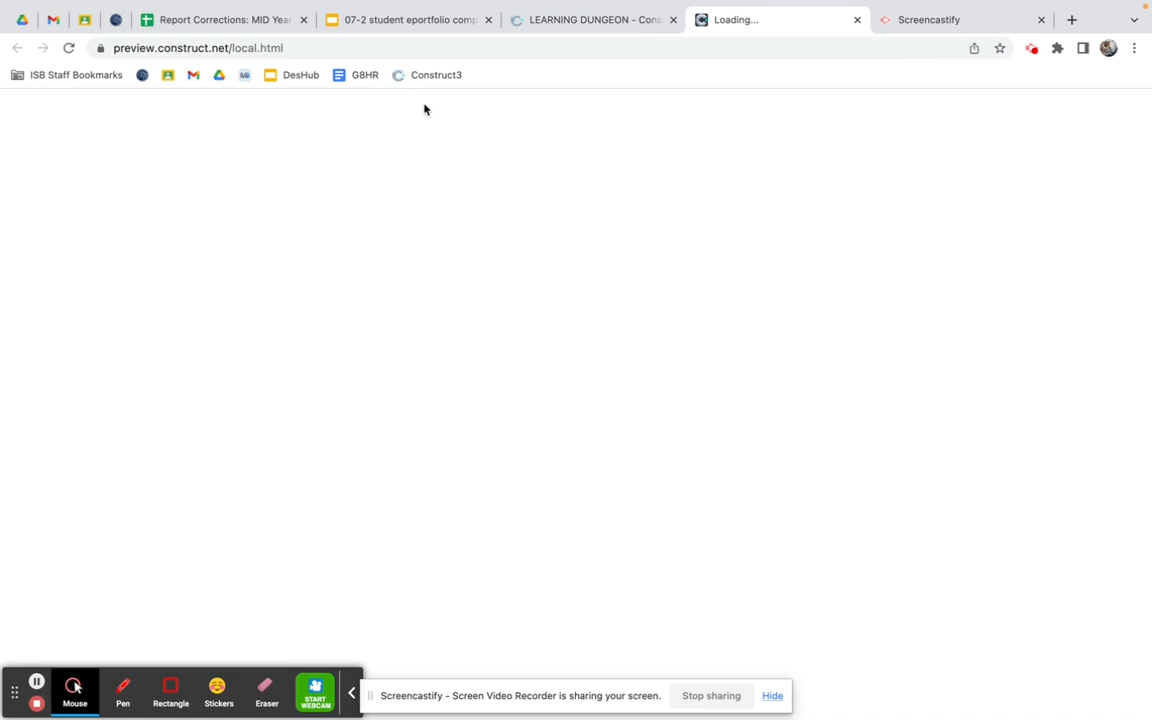 Report Corrections: MID Year
07-2 student eportfolio comp
LEARNING DUNGEON - Cons
Loading...
Screencastify
preview.construct.net/local.html
ISB Staff Bookmarks
DesHub
G8HR
Construct3
Mouse
Pen
Rectangle
Stickers
Eraser
START
WEBCAM
Screencastify - Screen Video Recorder is sharing your screen.
Stop sharing
Hide